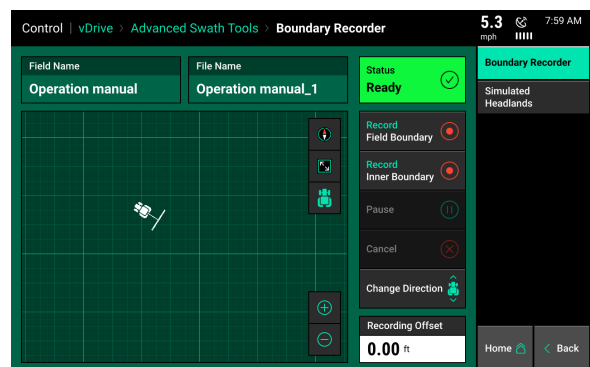 Control | vDrive > Advanced Swath Tools > Boundary Recorder
5.3
mph
7:59 AM
Field Name
Operation manual
File Name
Operation manual_1
Status
Ready
Boundary Recorder
Simulated
Headlands
Record
Field Boundary
Record
Inner Boundary
Pause
Cancel
Change Direction
Recording Offset
0.00 ft
Home
< Back